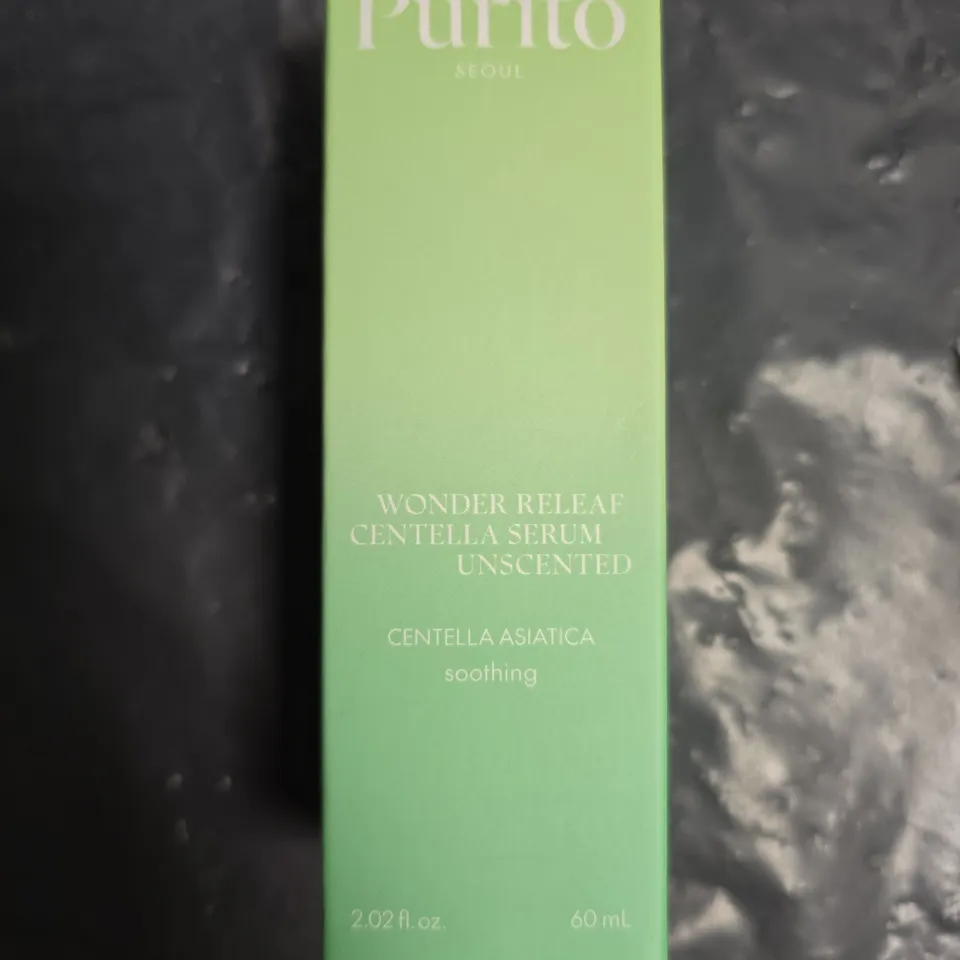 Purito
SEOUL
WONDER RELEAF
CENTELLA SERUM
UNSCENTED
CENTELLA ASIATICA
soothing
2.02 fl. oz. 60 mL